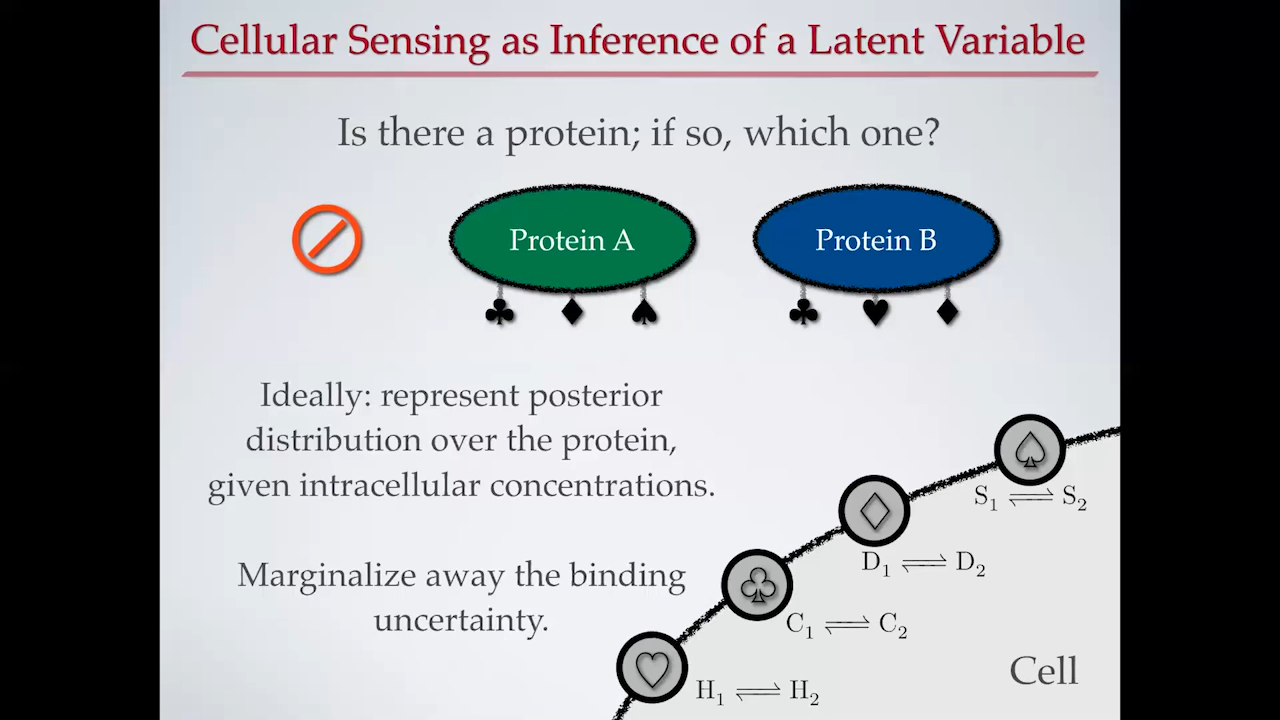 Cellular Sensing as Inference of a Latent Variable
Is there a protein; if so, which one?
Protein A
Protein B
♣ ♦ ♠
♣ ♥ ♦
Ideally: represent posterior
distribution over the protein,
given intracellular concentrations.
Marginalize away the binding
uncertainty.
♤
S₁ ⇌ S₂
♢
D₁ ⇌ D₂
♧
C₁ ⇌ C₂
♡
H₁ ⇌ H₂
Cell